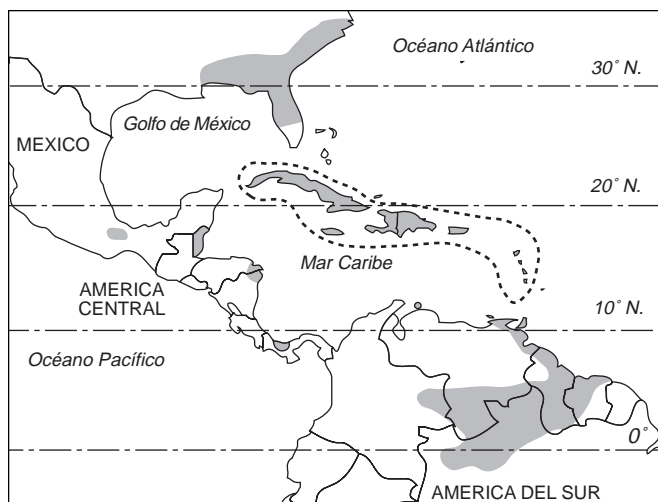 Océano Atlántico
30° N.
Golfo de México
MEXICO
20° N.
Mar Caribe
AMERICA
CENTRAL
10° N.
Océano Pacífico
0°
AMERICA DEL SUR